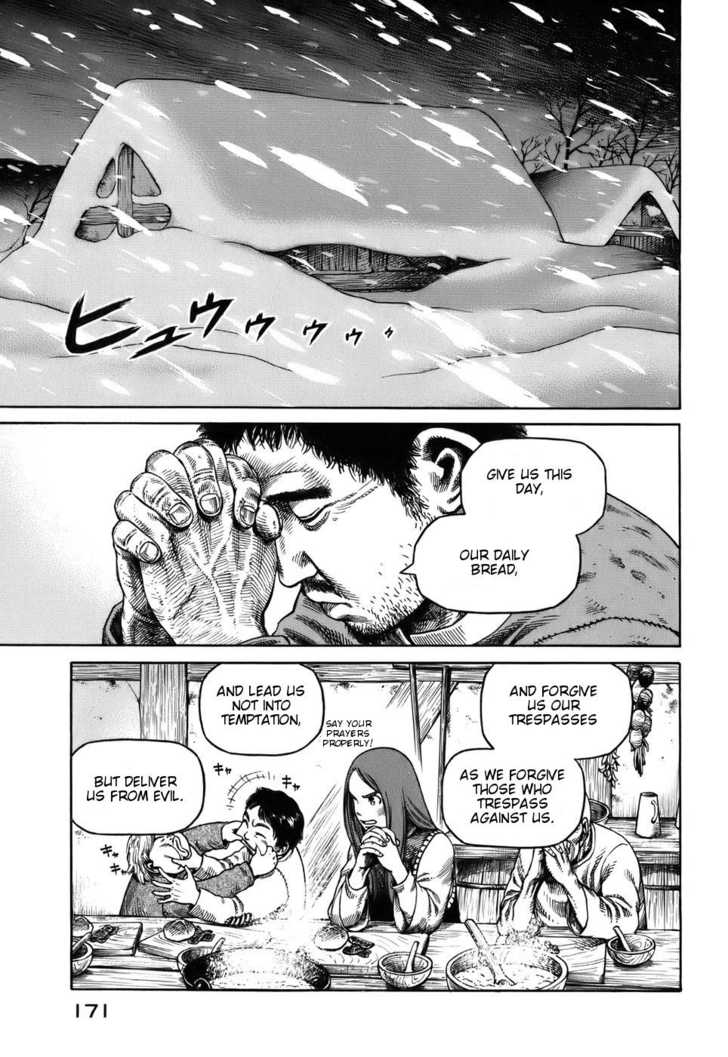 ヒュウゥゥゥゥ
GIVE US THIS
DAY,
OUR DAILY
BREAD,
AND FORGIVE
US OUR
TRESPASSES
AS WE FORGIVE
THOSE WHO
TRESPASS
AGAINST US.
SAY YOUR
PRAYERS
PROPERLY!
AND LEAD US
NOT INTO
TEMPTATION,
BUT DELIVER
US FROM EVIL.
キャ
キャ
キャ
キャ
171